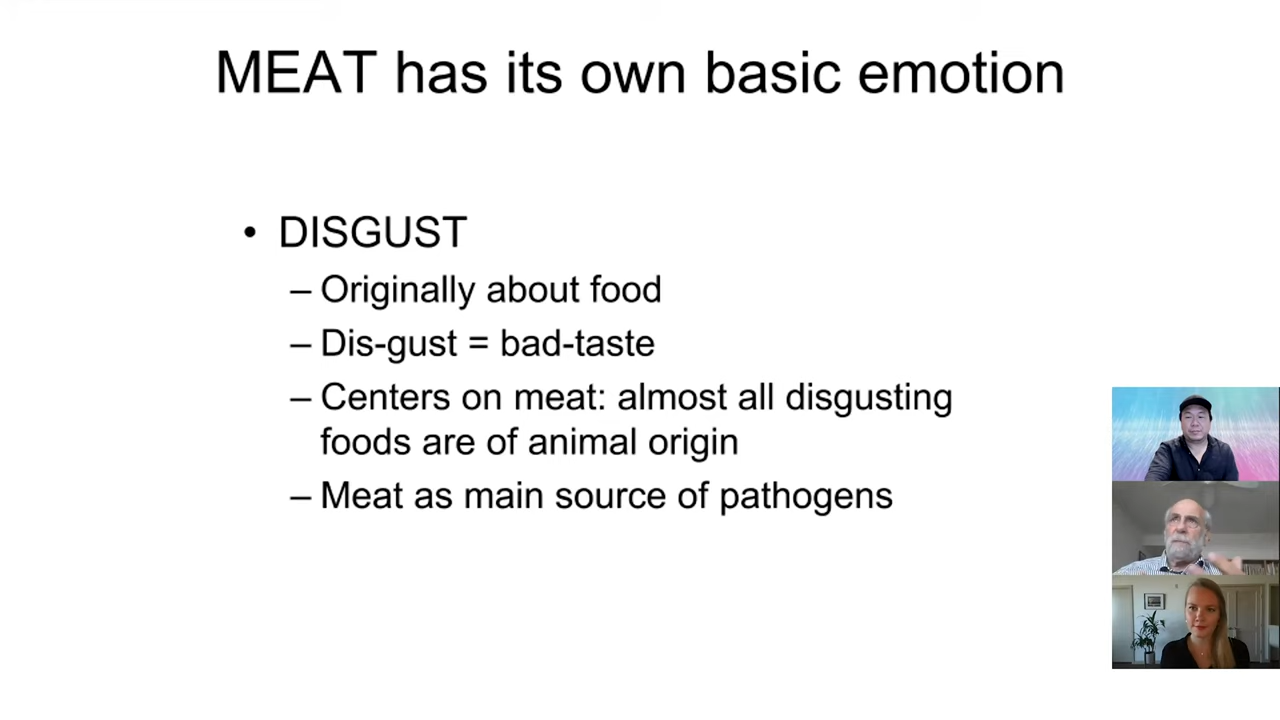 MEAT has its own basic emotion
• DISGUST
– Originally about food
– Dis-gust = bad-taste
– Centers on meat: almost all disgusting
foods are of animal origin
– Meat as main source of pathogens